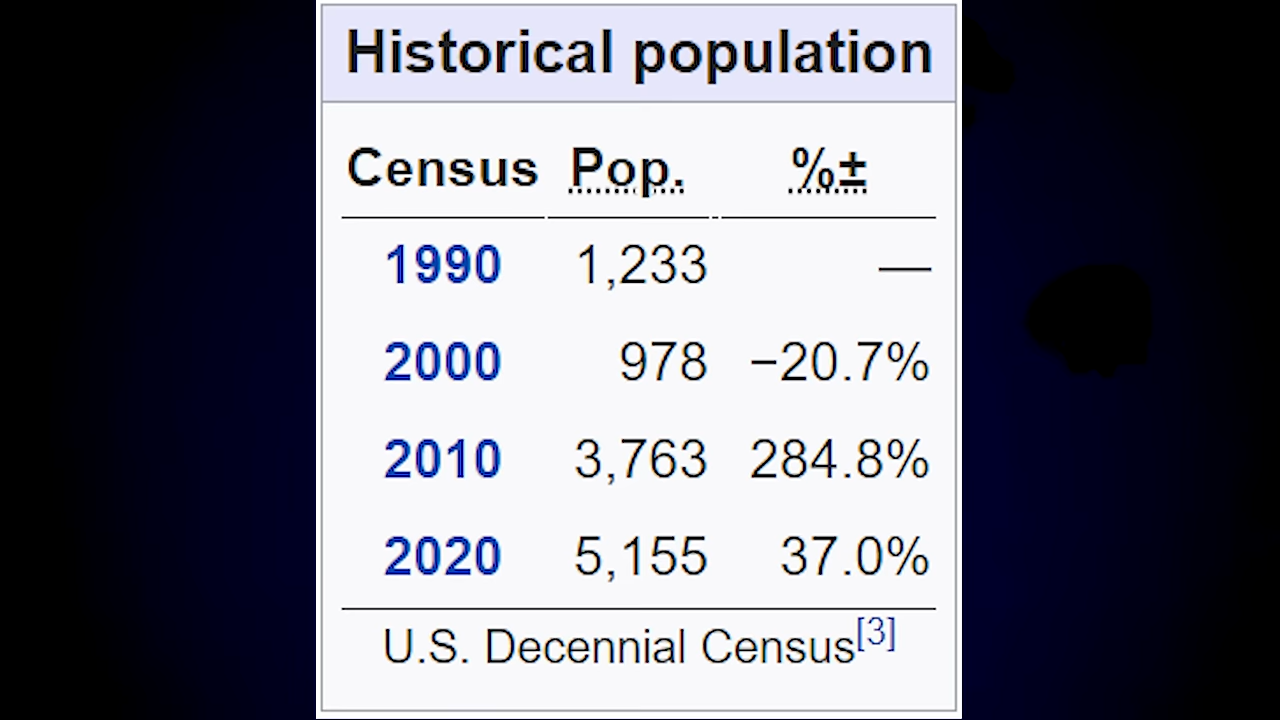 Historical population
Census Pop. %±
1990 1,233 —
2000 978 −20.7%
2010 3,763 284.8%
2020 5,155 37.0%
U.S. Decennial Census[3]